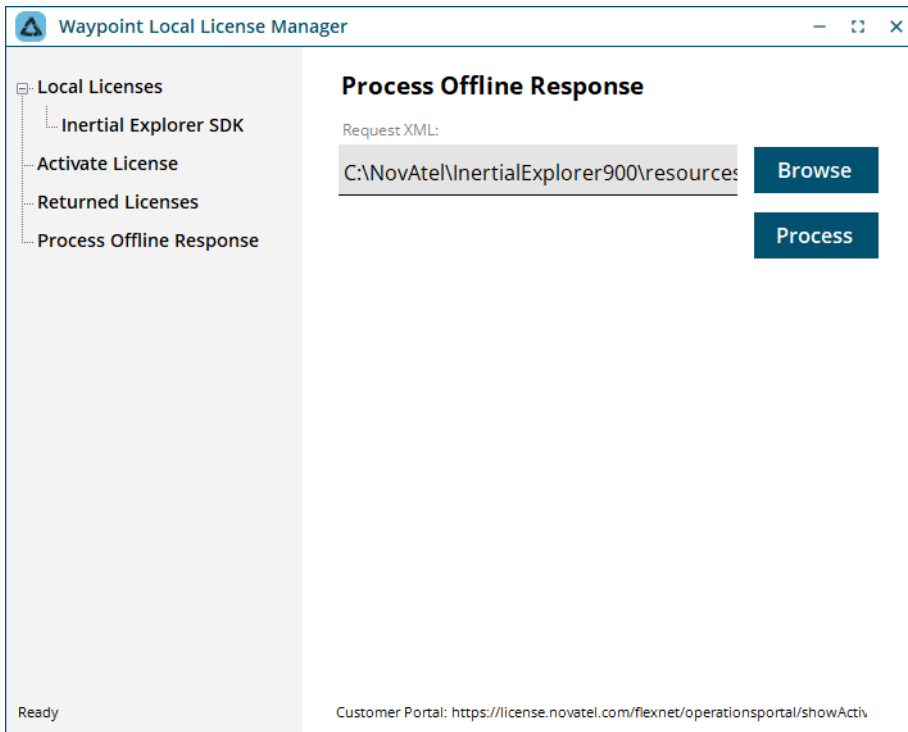 Waypoint Local License Manager
Local Licenses
Inertial Explorer SDK
Activate License
Returned Licenses
Process Offline Response
Process Offline Response
Request XML:
C:\NovAtel\InertialExplorer900\resources
Browse
Process
Ready
Customer Portal: https://license.novatel.com/flexnet/operationsportal/showActiv